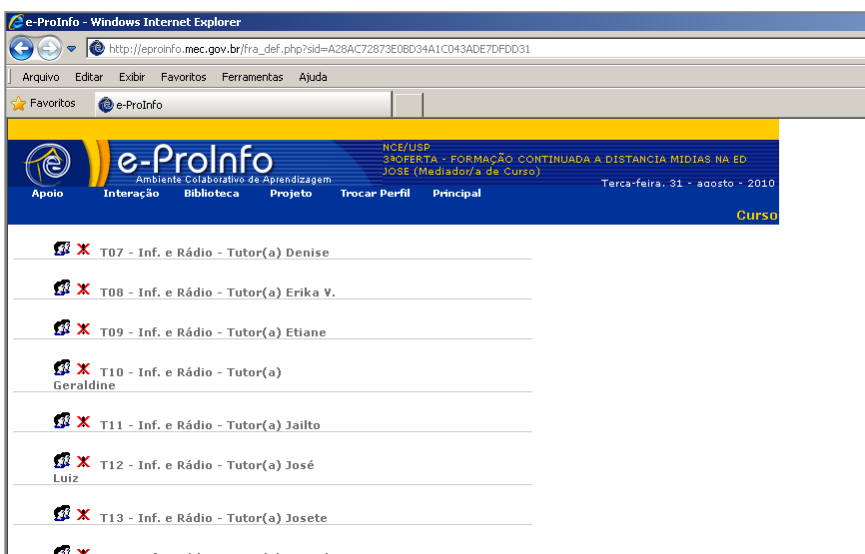 e-ProInfo - Windows Internet Explorer
http://eproinfo.mec.gov.br/fra_def.php?sid=A28AC72873E0BD34A1C043ADE7DFDD31
Arquivo Editar Exibir Favoritos Ferramentas Ajuda
Favoritos e-ProInfo
NCE/USP
e-ProInfo 3ªOFERTA - FORMAÇÃO CONTINUADA A DISTANCIA MIDIAS NA ED
JOSE (Mediador/a de Curso)
Ambiente Colaborativo de Aprendizagem Terca-feira, 31 - agosto - 2010
Apoio Interação Biblioteca Projeto Trocar Perfil Principal
Curso
T07 - Inf. e Rádio - Tutor(a) Denise
T08 - Inf. e Rádio - Tutor(a) Erika V.
T09 - Inf. e Rádio - Tutor(a) Etiane
T10 - Inf. e Rádio - Tutor(a)
Geraldine
T11 - Inf. e Rádio - Tutor(a) Jailto
T12 - Inf. e Rádio - Tutor(a) José
Luiz
T13 - Inf. e Rádio - Tutor(a) Josete